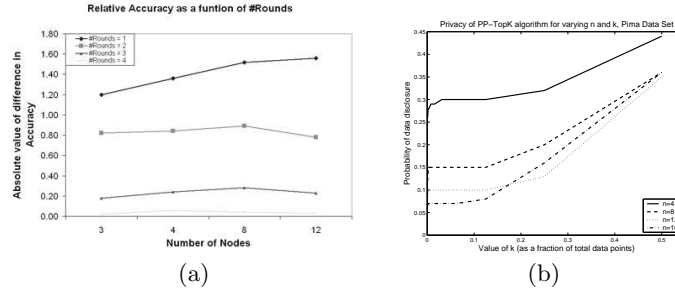 Relative Accuracy as a funtion of #Rounds
#Rounds = 1
#Rounds = 2
#Rounds = 3
#Rounds = 4
1.60
1.40
1.20
1.00
0.80
0.60
0.40
0.20
0.00
Absolute value of difference in
Accuracy
3 4 8 12
Number of Nodes
(a)
Privacy of PP-TopK algorithm for varying n and k, Pima Data Set
0.45
0.4
0.35
0.3
0.25
0.2
0.15
0.1
0.05
0
Probability of data disclosure
0 0.1 0.2 0.3 0.4 0.5
Value of k (as a fraction of total data points)
n=4
n=8
n=1
n=1
(b)